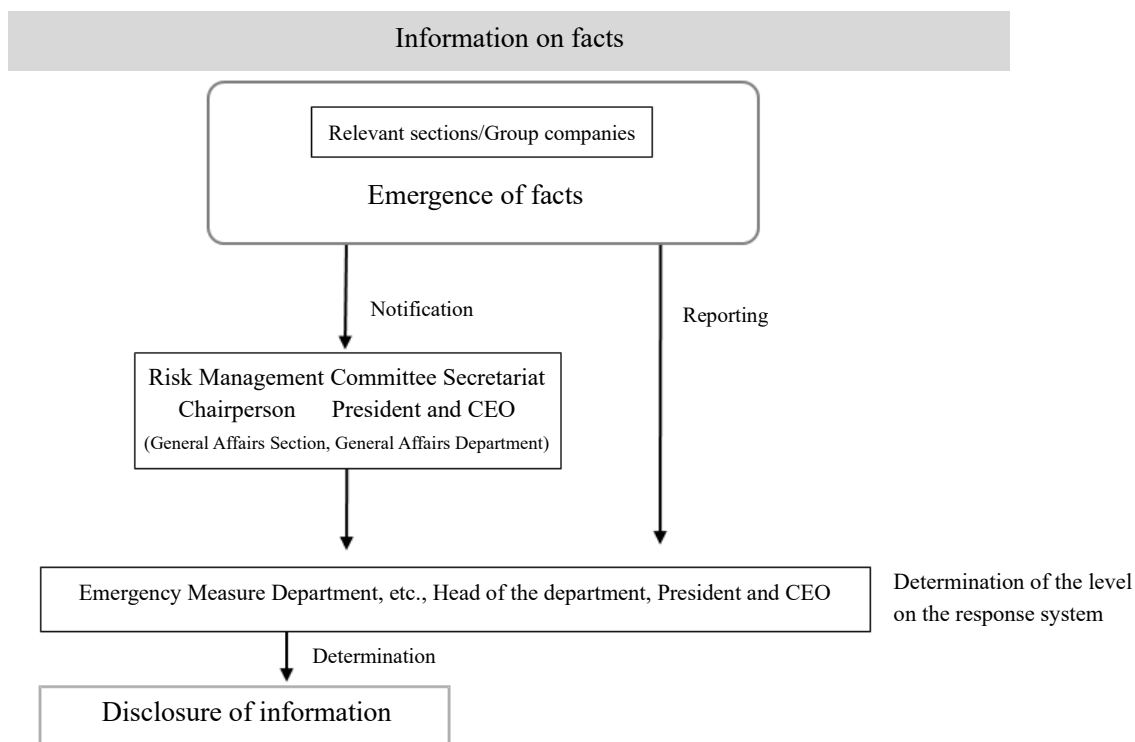 Information on facts
Relevant sections/Group companies
Emergence of facts
Notification
Reporting
Risk Management Committee Secretariat
Chairperson President and CEO
(General Affairs Section, General Affairs Department)
Emergency Measure Department, etc., Head of the department, President and CEO
Determination of the level
on the response system
Determination
Disclosure of information